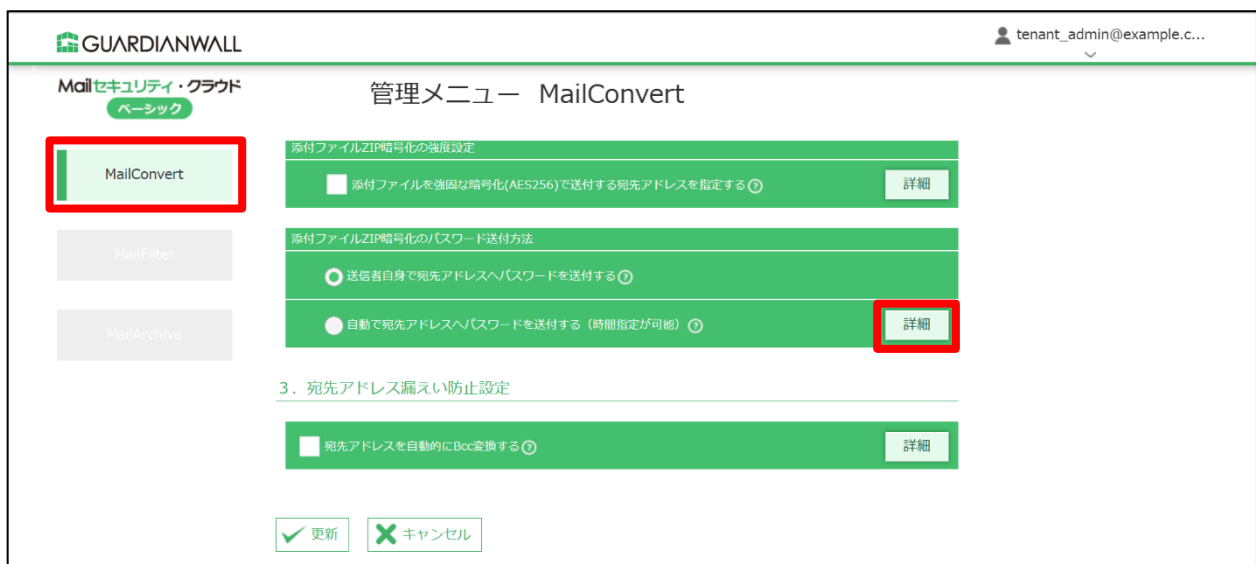 GUARDIANWALL
tenant_admin@example.c...
Mailセキュリティ・クラウド
ベーシック
管理メニュー MailConvert
MailConvert
MailFilter
MailArchive
添付ファイルZIP暗号化の強度設定
添付ファイルを強固な暗号化(AES256)で送付する宛先アドレスを指定する?
詳細
添付ファイルZIP暗号化のパスワード送付方法
送信者自身で宛先アドレスへパスワードを送付する?
自動で宛先アドレスへパスワードを送付する（時間指定が可能）?
詳細
3．宛先アドレス漏えい防止設定
宛先アドレスを自動的にBcc変換する?
詳細
更新
キャンセル